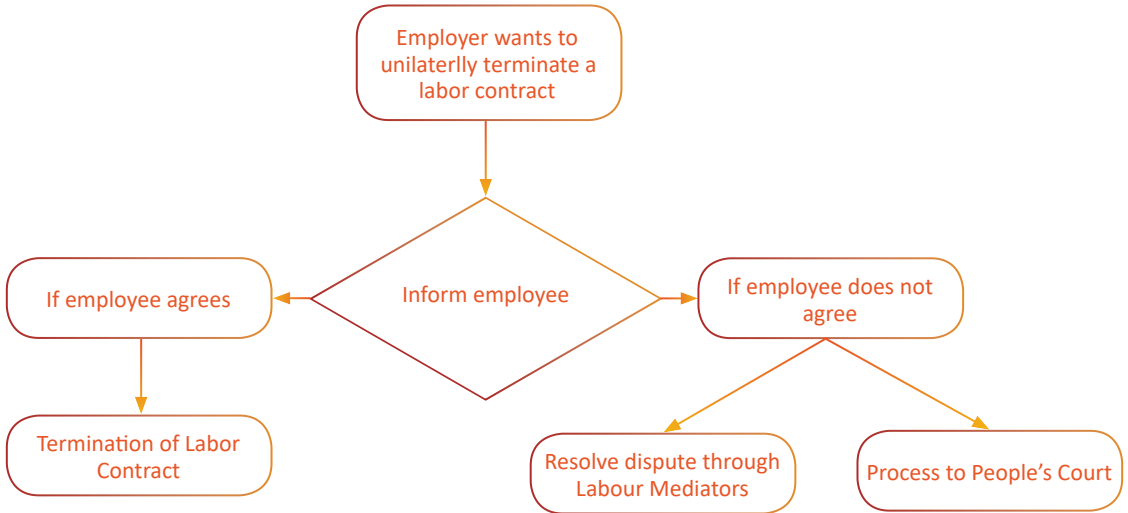 Employer wants to
unilaterlly terminate a
labor contract
Inform employee
If employee agrees
If employee does not
agree
Termination of Labor
Contract
Resolve dispute through
Labour Mediators
Process to People’s Court